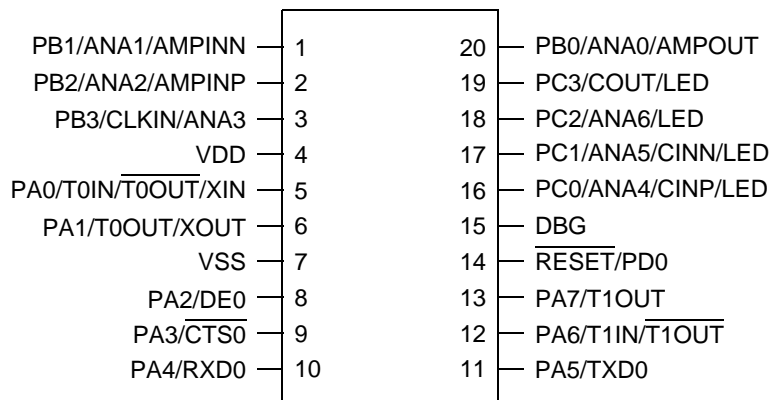 PB1/ANA1/AMPINN 1 20 PB0/ANA0/AMPOUT
PB2/ANA2/AMPINP 2 19 PC3/COUT/LED
PB3/CLKIN/ANA3 3 18 PC2/ANA6/LED
VDD 4 17 PC1/ANA5/CINN/LED
PA0/T0IN/T0OUT/XIN 5 16 PC0/ANA4/CINP/LED
PA1/T0OUT/XOUT 6 15 DBG
VSS 7 14 RESET/PD0
PA2/DE0 8 13 PA7/T1OUT
PA3/CTS0 9 12 PA6/T1IN/T1OUT
PA4/RXD0 10 11 PA5/TXD0